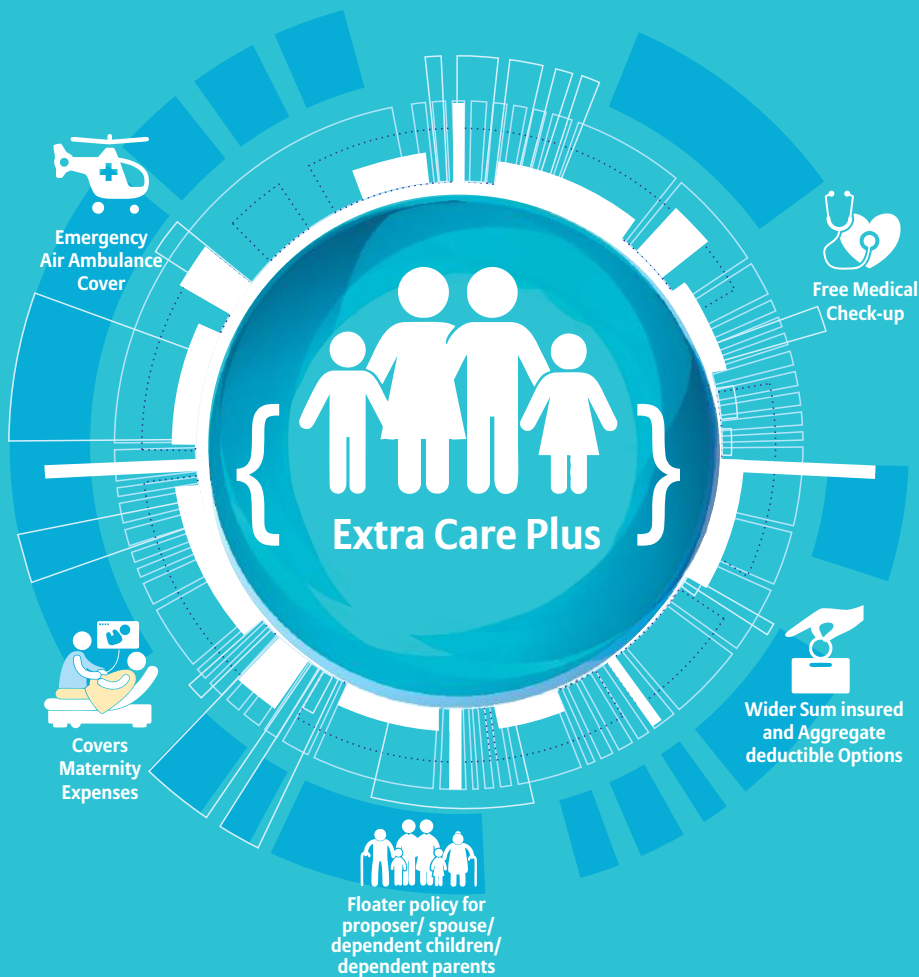 Emergency
Air Ambulance
Cover
Free Medical
Check-up
{ }
Extra Care Plus
Wider Sum insured
and Aggregate
deductible Options
Covers
Maternity
Expenses
Floater policy for
proposer/ spouse/
dependent children/
dependent parents